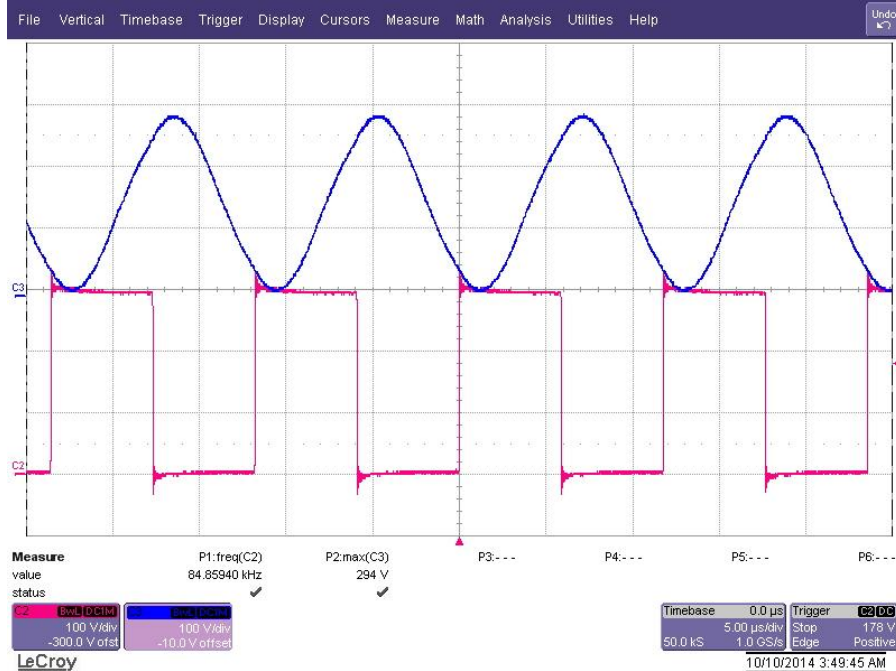 File Vertical Timebase Trigger Display Cursors Measure Math Analysis Utilities Help Undo
C3
C2
Measure P1:freq(C2) P2:max(C3) P3:- - - P4:- - - P5:- - - P6:- - -
value 84.85940 kHz 294 V
status
C2 BwL DC1M BwL DC1M Timebase 0.0 µs Trigger C2 DC
100 V/div 100 V/div 5.00 µs/div Stop 178 V
-300.0 V ofst -10.0 V offset 50.0 kS 1.0 GS/s Edge Positive
LeCroy 10/10/2014 3:49:45 AM